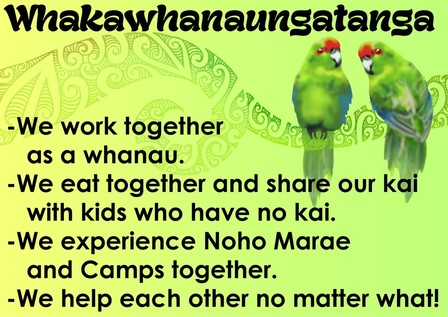 Whakawhanaungatanga
-We work together
as a whanau.
-We eat together and share our kai
with kids who have no kai.
-We experience Noho Marae
and Camps together.
-We help each other no matter what!